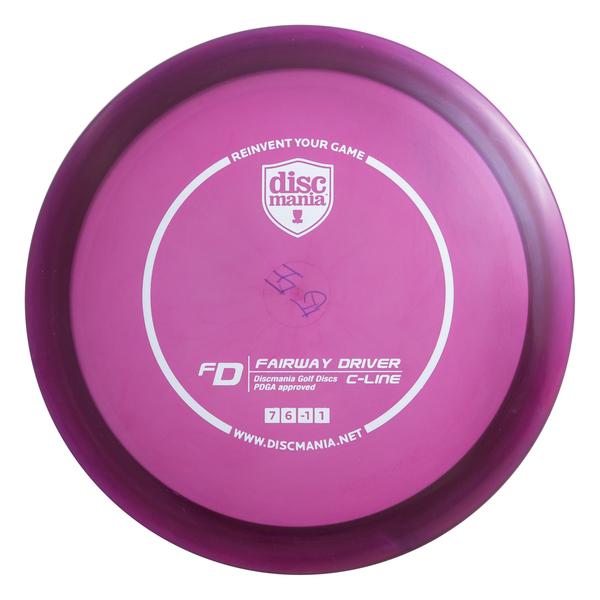 REINVENT YOUR GAME
disc
mania
FD
FAIRWAY DRIVER
Discmania Golf Discs C-LINE
PDGA approved
7 6 -1 1
WWW.DISCMANIA.NET